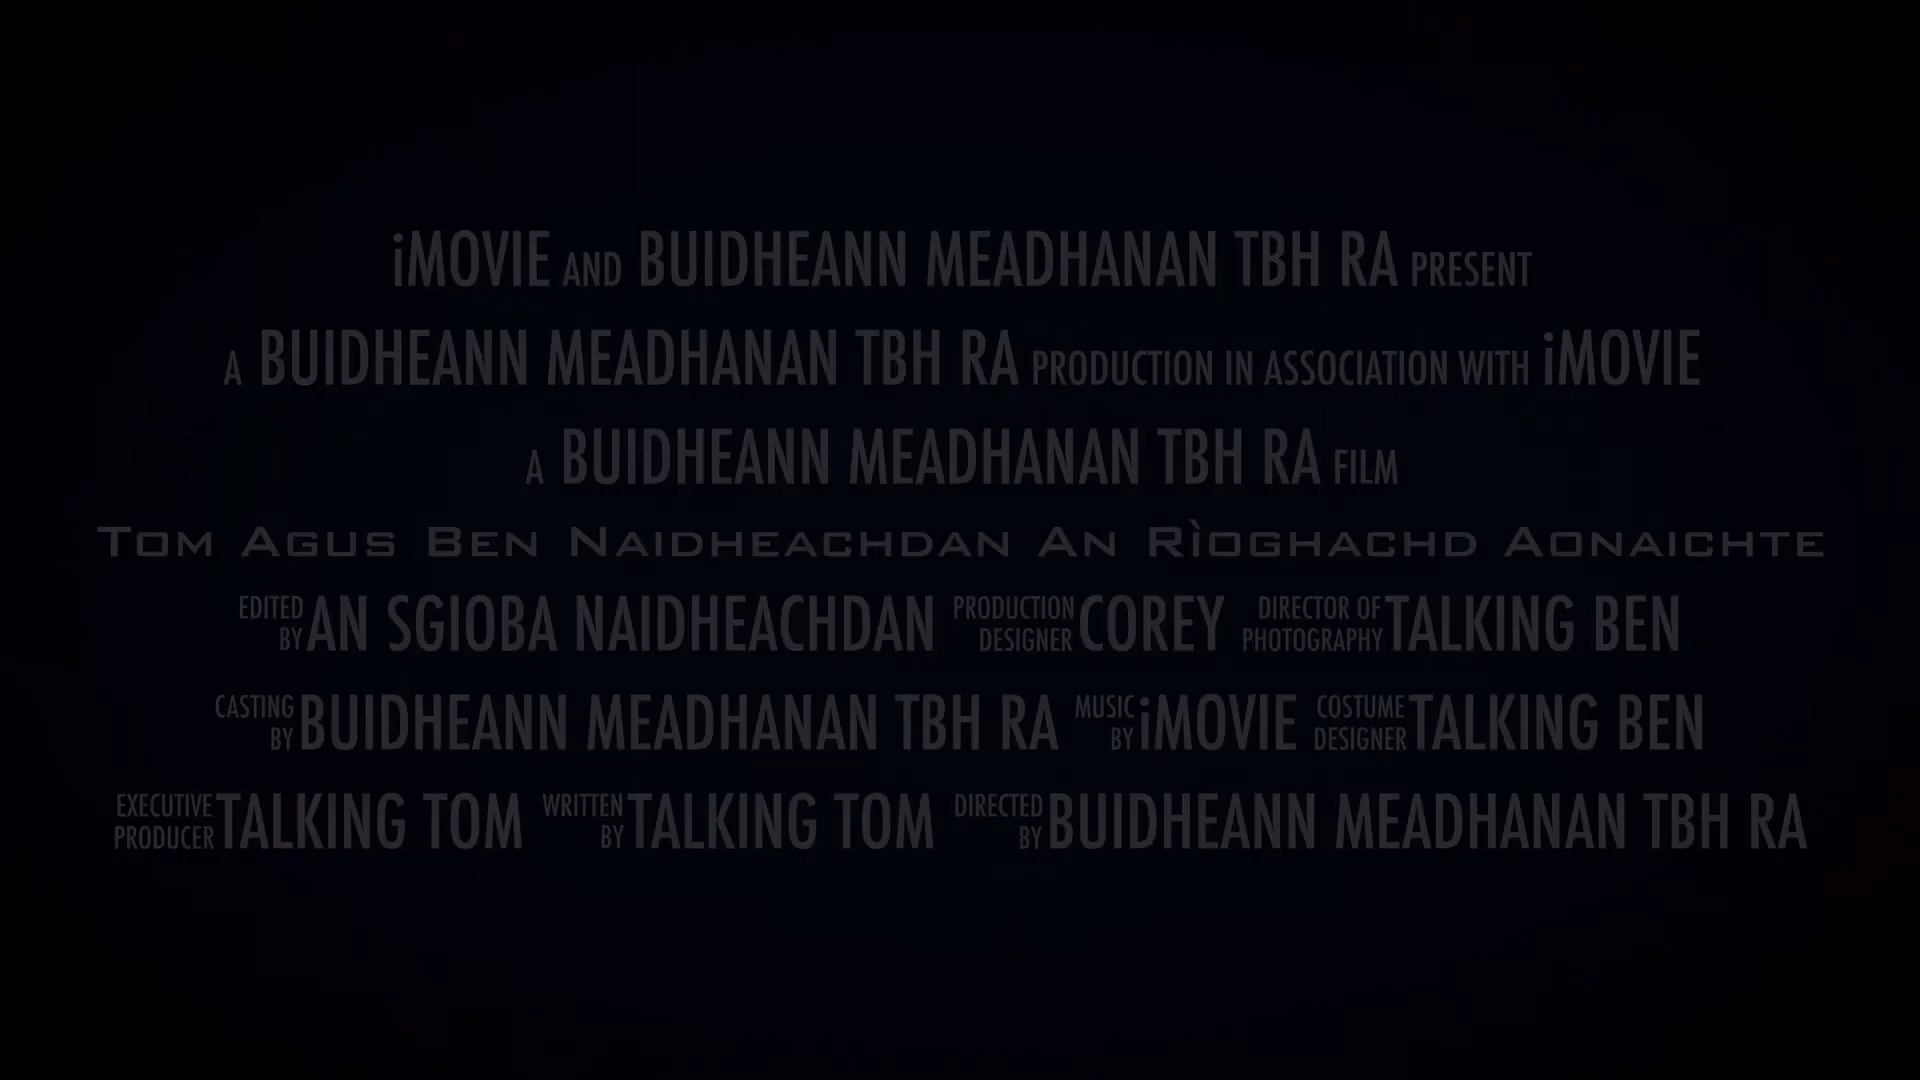 iMOVIE AND BUIDHEANN MEADHANAN TBH RA PRESENT
A BUIDHEANN MEADHANAN TBH RA PRODUCTION IN ASSOCIATION WITH iMOVIE
A BUIDHEANN MEADHANAN TBH RA FILM
TOM AGUS BEN NAIDHEACHDAN AN RÌOGHACHD AONAICHTE
EDITED BY AN SGIOBA NAIDHEACHDAN PRODUCTION DESIGNER COREY DIRECTOR OF PHOTOGRAPHY TALKING BEN
CASTING BY BUIDHEANN MEADHANAN TBH RA MUSIC BY iMOVIE COSTUME DESIGNER TALKING BEN
EXECUTIVE PRODUCER TALKING TOM WRITTEN BY TALKING TOM DIRECTED BY BUIDHEANN MEADHANAN TBH RA